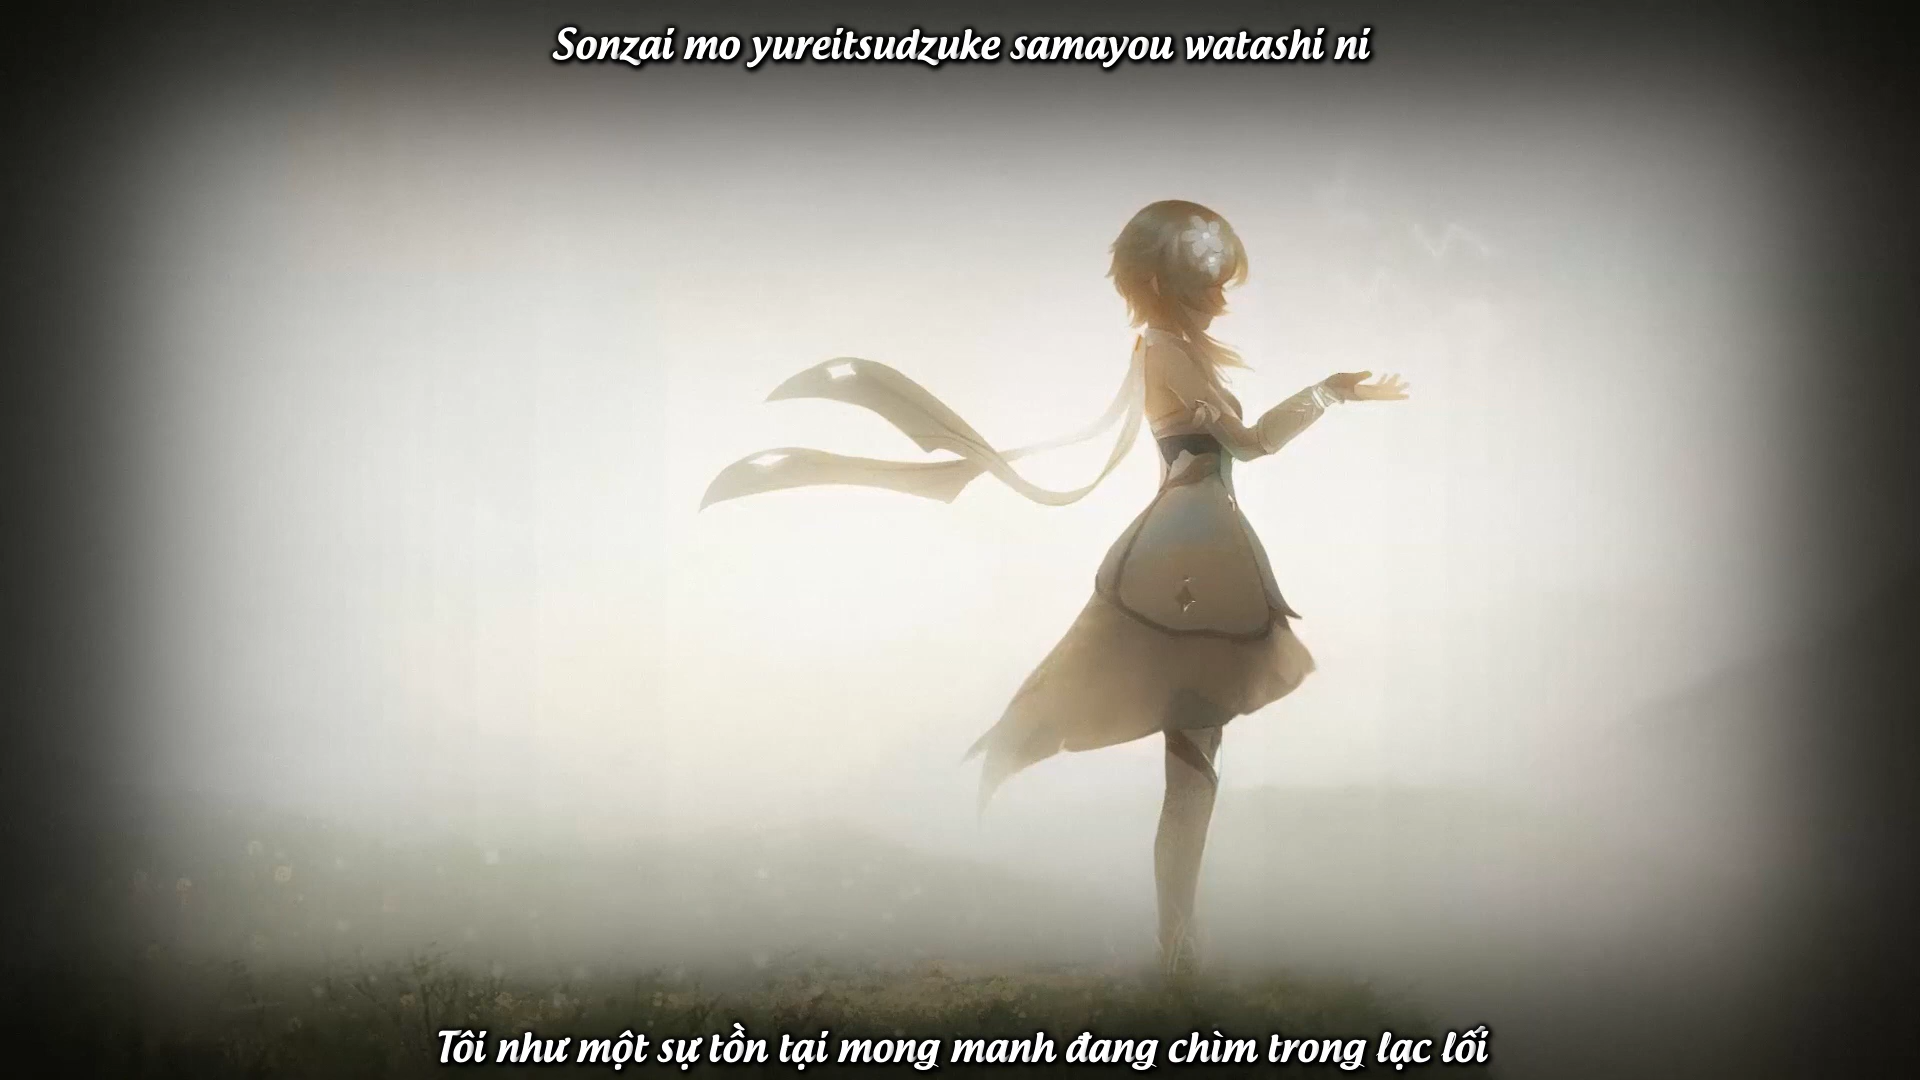 Sonzai mo yureitsudzuke samayou watashi ni
Tôi như một sự tồn tại mong manh đang chìm trong lạc lối